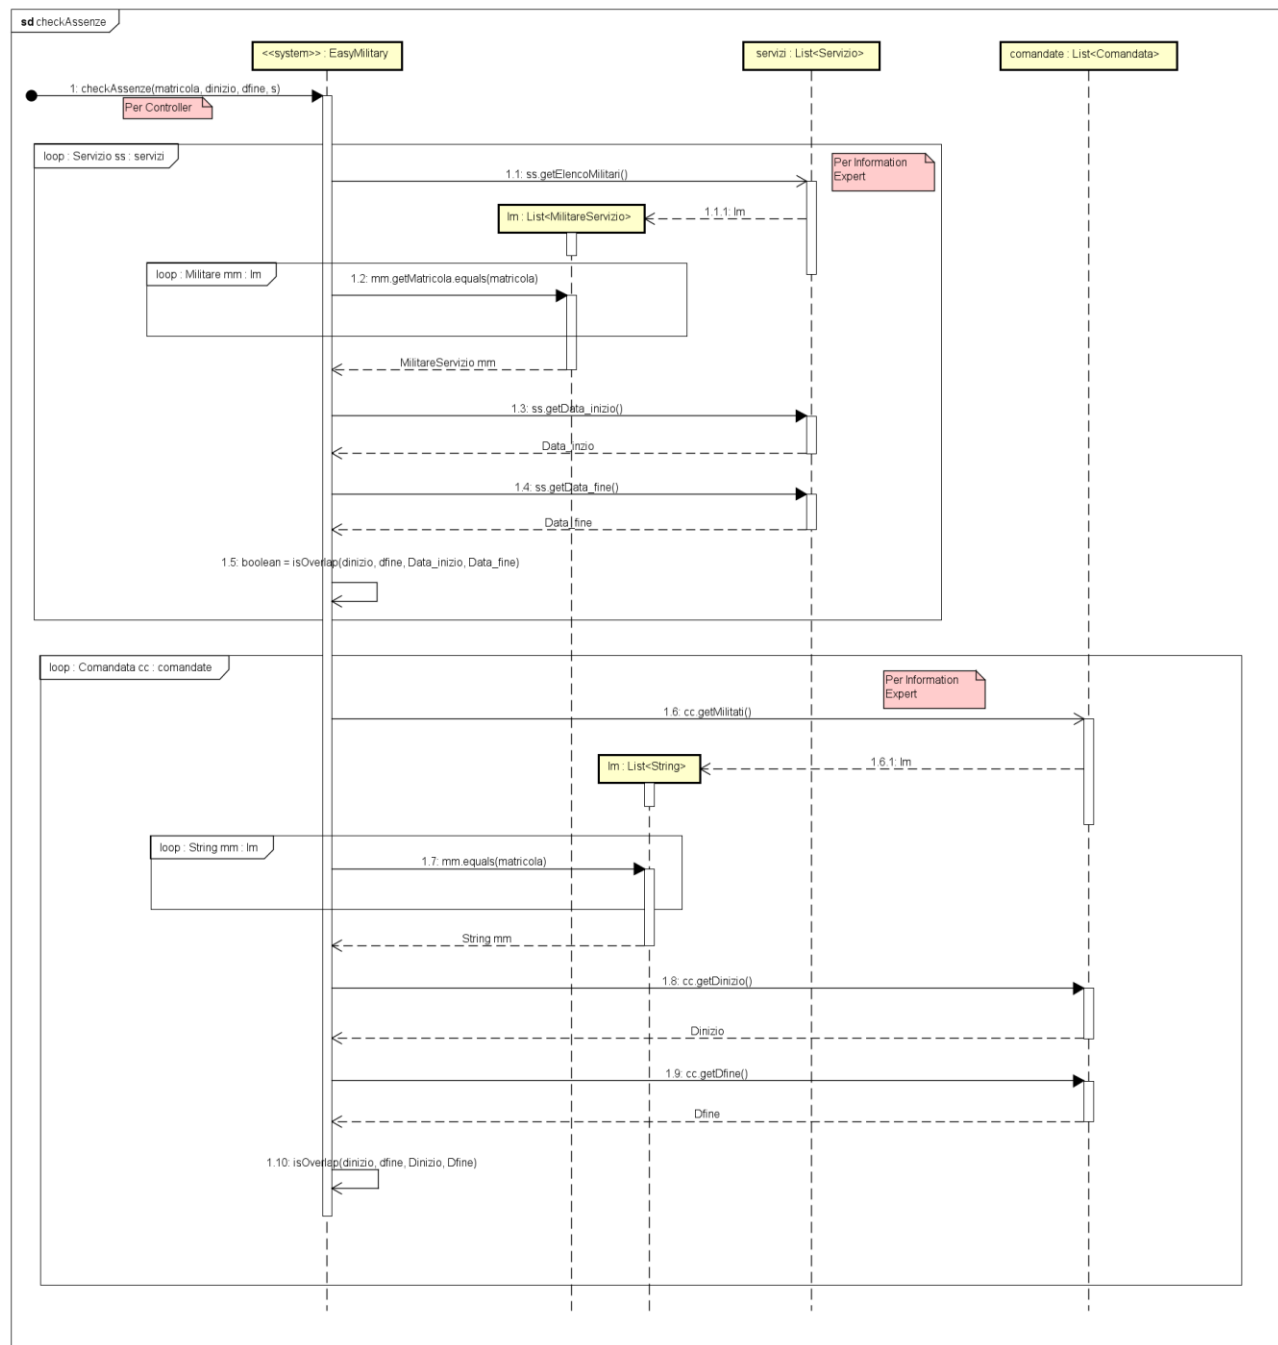 sd checkAssenze
<<system>> : EasyMilitary
servizi : List<Servizio>
comandate : List<Comandata>
1: checkAssenze(matricola, dinizio, dfine, s)
Per Controller
loop : Servizio ss : servizi
Per Information
Expert
1.1: ss.getElencoMilitari()
lm : List<MilitareServizio>
1.1.1: lm
loop : Militare mm : lm
1.2: mm.getMatricola.equals(matricola)
MilitareServizio mm
1.3: ss.getData_inizio()
Data_inzio
1.4: ss.getData_fine()
Data_fine
1.5: boolean = isOverlap(dinizio, dfine, Data_inizio, Data_fine)
loop : Comandata cc : comandate
Per Information
Expert
1.6: cc.getMilitati()
lm : List<String>
1.6.1: lm
loop : String mm : lm
1.7: mm.equals(matricola)
String mm
1.8: cc.getDinizio()
Dinizio
1.9: cc.getDfine()
Dfine
1.10: isOverlap(dinizio, dfine, Dinizio, Dfine)